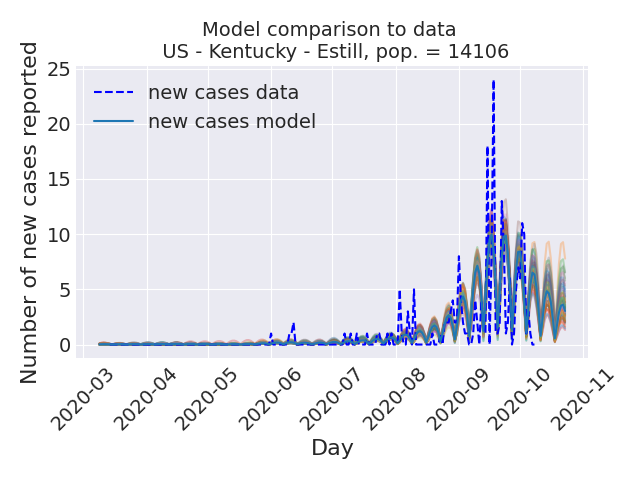 Model comparison to data
US - Kentucky - Estill, pop. = 14106
Number of new cases reported
25
20
15
10
5
0
new cases data
new cases model
2020-03
2020-04
2020-05
2020-06
2020-07
2020-08
2020-09
2020-10
2020-11
Day